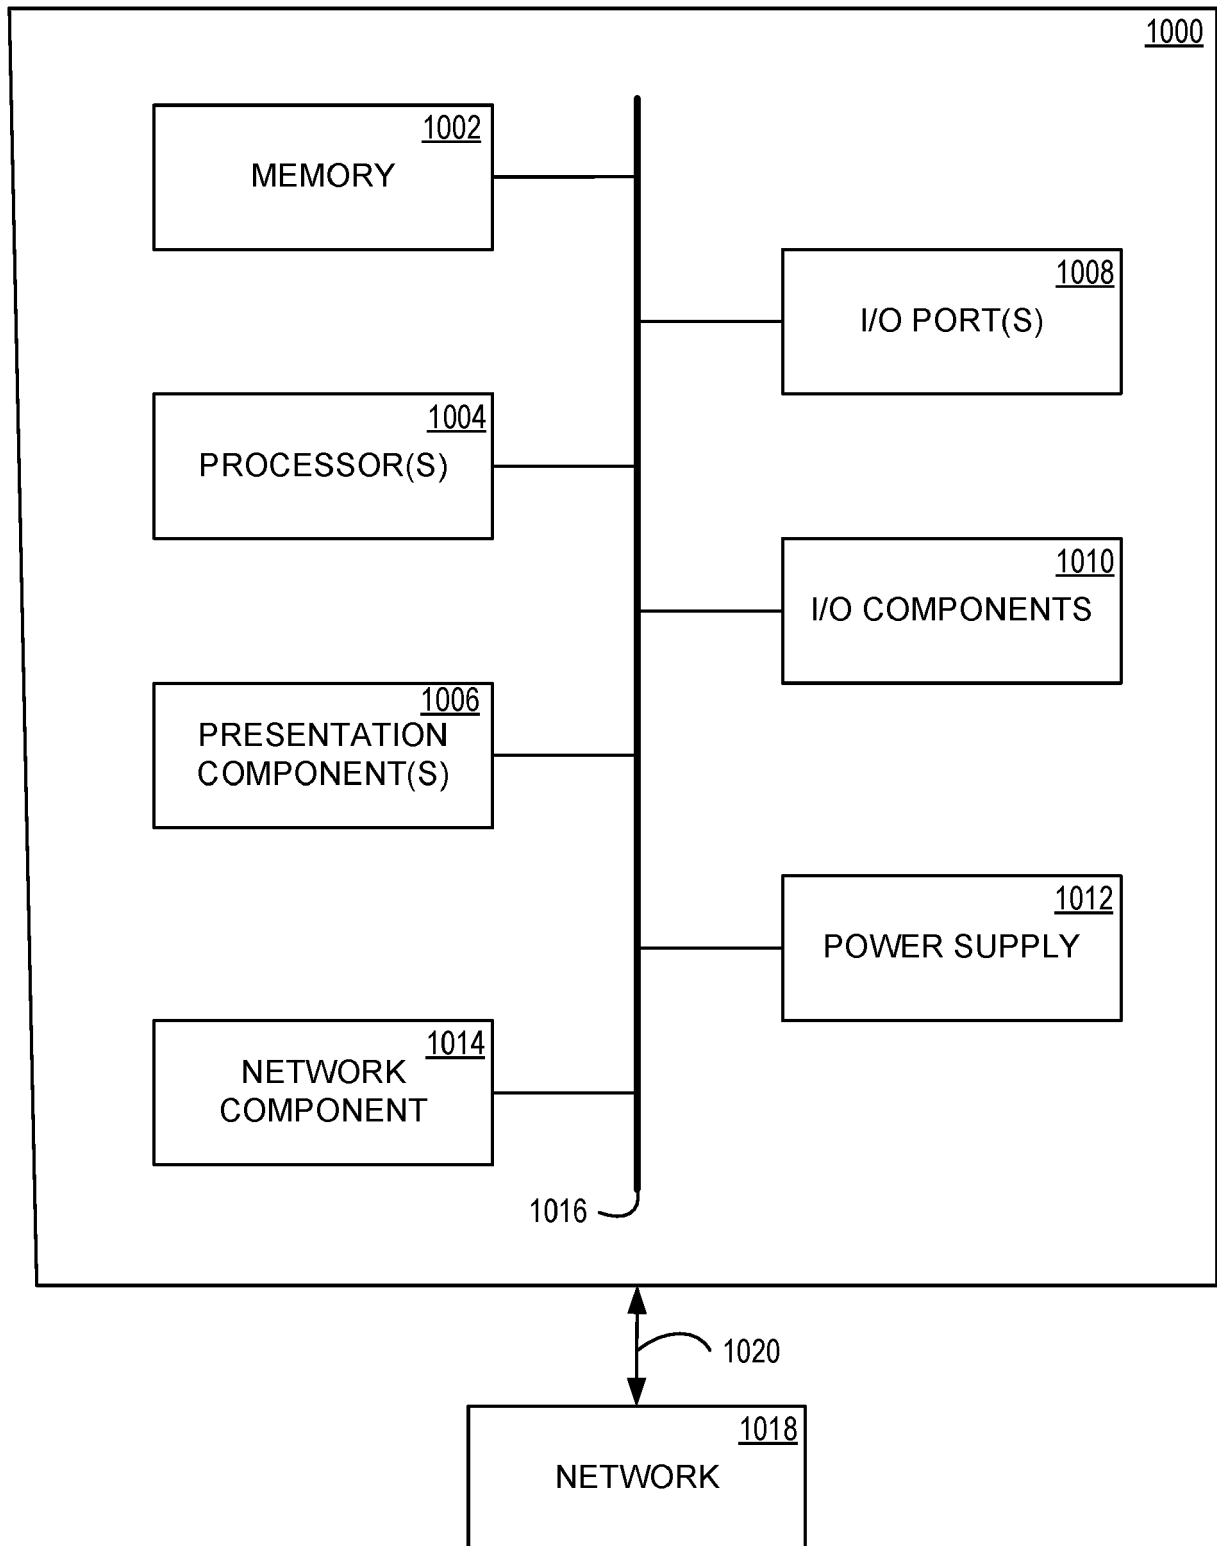 1000
1002
MEMORY
1008
I/O PORT(S)
1004
PROCESSOR(S)
1010
I/O COMPONENTS
1006
PRESENTATION
COMPONENT(S)
1012
POWER SUPPLY
1014
NETWORK
COMPONENT
1016
1020
1018
NETWORK